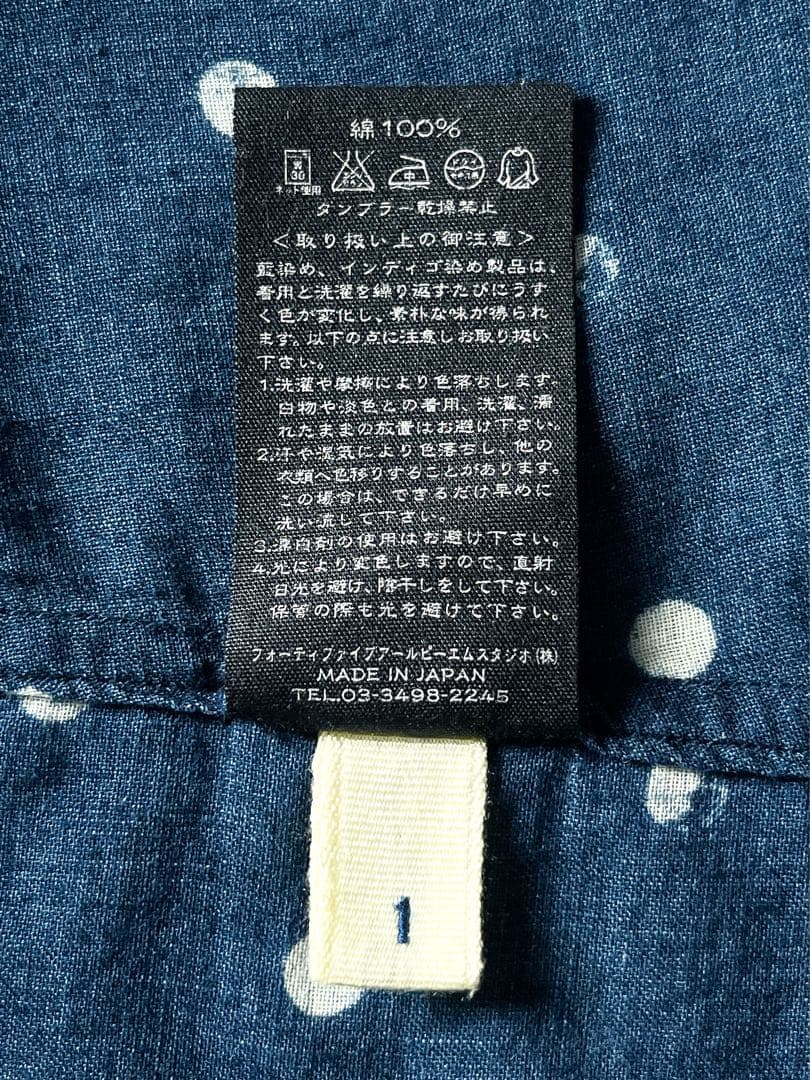 綿100%
弱
30
中
ネット使用
タンブラー乾燥禁止
<取り扱い上の御注意>
藍染め、インディゴ染め製品は、
着用と洗濯を繰り返すたびにうす
く色が変化し、素朴な味が得られ
ます。以下の点に注意しお取り扱い
下さい。
1.洗濯や摩擦により色落ちします。
白物や淡色との着用、洗濯、濡
れたままの放置はお避け下さい。
2.汗や湿気により色落ちし、他の
衣類へ色移りすることがあります。
この場合は、できるだけ早めに
洗い流して下さい。
3.漂白剤の使用はお避け下さい。
4.光により変色しますので、直射
日光を避け、陰干しをして下さい。
保管の際も光を避けて下さい。
フォーティファイブアールピーエムスタジオ(株)
MADE IN JAPAN
TEL.03-3498-2245
1